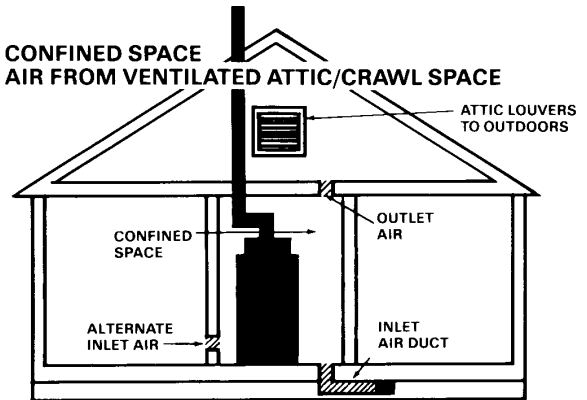 CONFINED SPACE
AIR FROM VENTILATED ATTIC/CRAWL SPACE
ATTIC LOUVERS
TO OUTDOORS
OUTLET
AIR
CONFINED
SPACE
ALTERNATE
INLET AIR
INLET
AIR DUCT